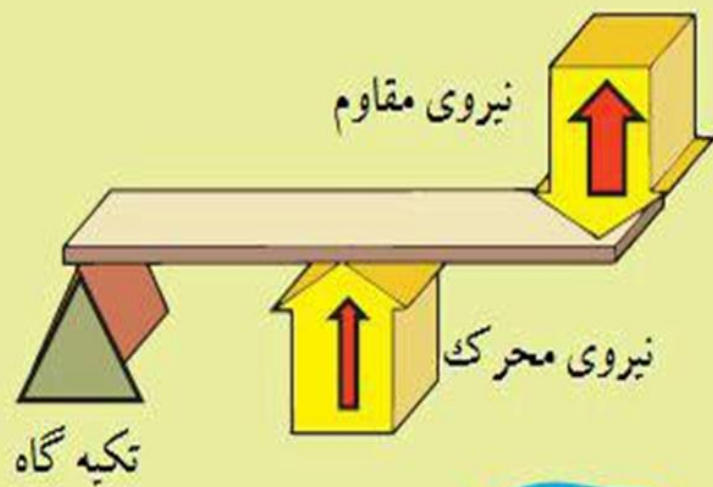 نیروی مقاوم
نیروی محرک
تکیه گاه